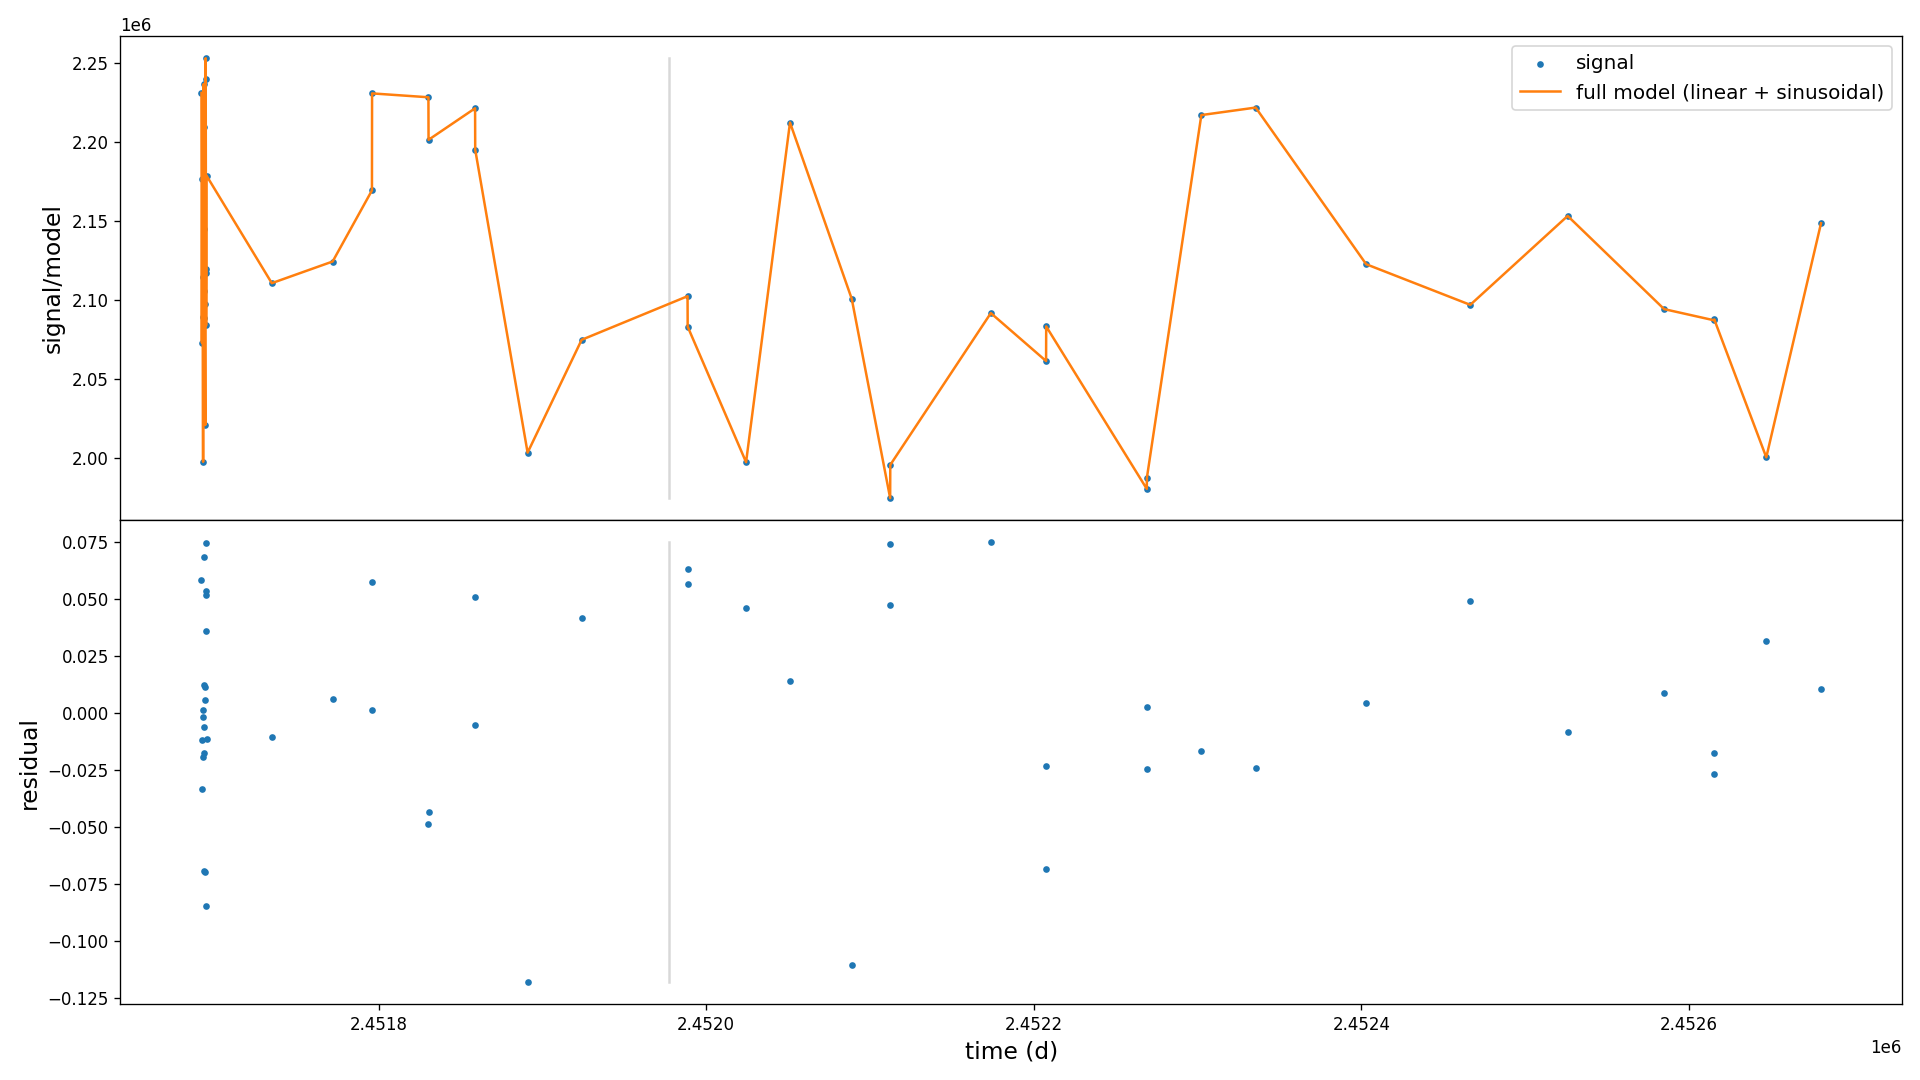 1e6
2.25
2.20
2.15
2.10
2.05
2.00
signal/model
signal
full model (linear + sinusoidal)
0.075
0.050
0.025
0.000
−0.025
−0.050
−0.075
−0.100
−0.125
residual
2.4518
2.4520
2.4522
2.4524
2.4526
time (d)
1e6